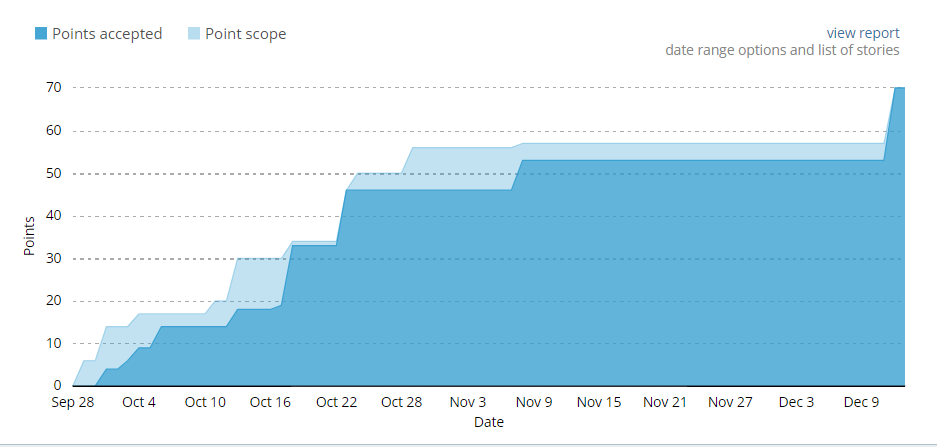 Points accepted
Point scope
view report
date range options and list of stories
70
60
50
40
30
20
10
0
Points
Sep 28 Oct 4 Oct 10 Oct 16 Oct 22 Oct 28 Nov 3 Nov 9 Nov 15 Nov 21 Nov 27 Dec 3 Dec 9
Date